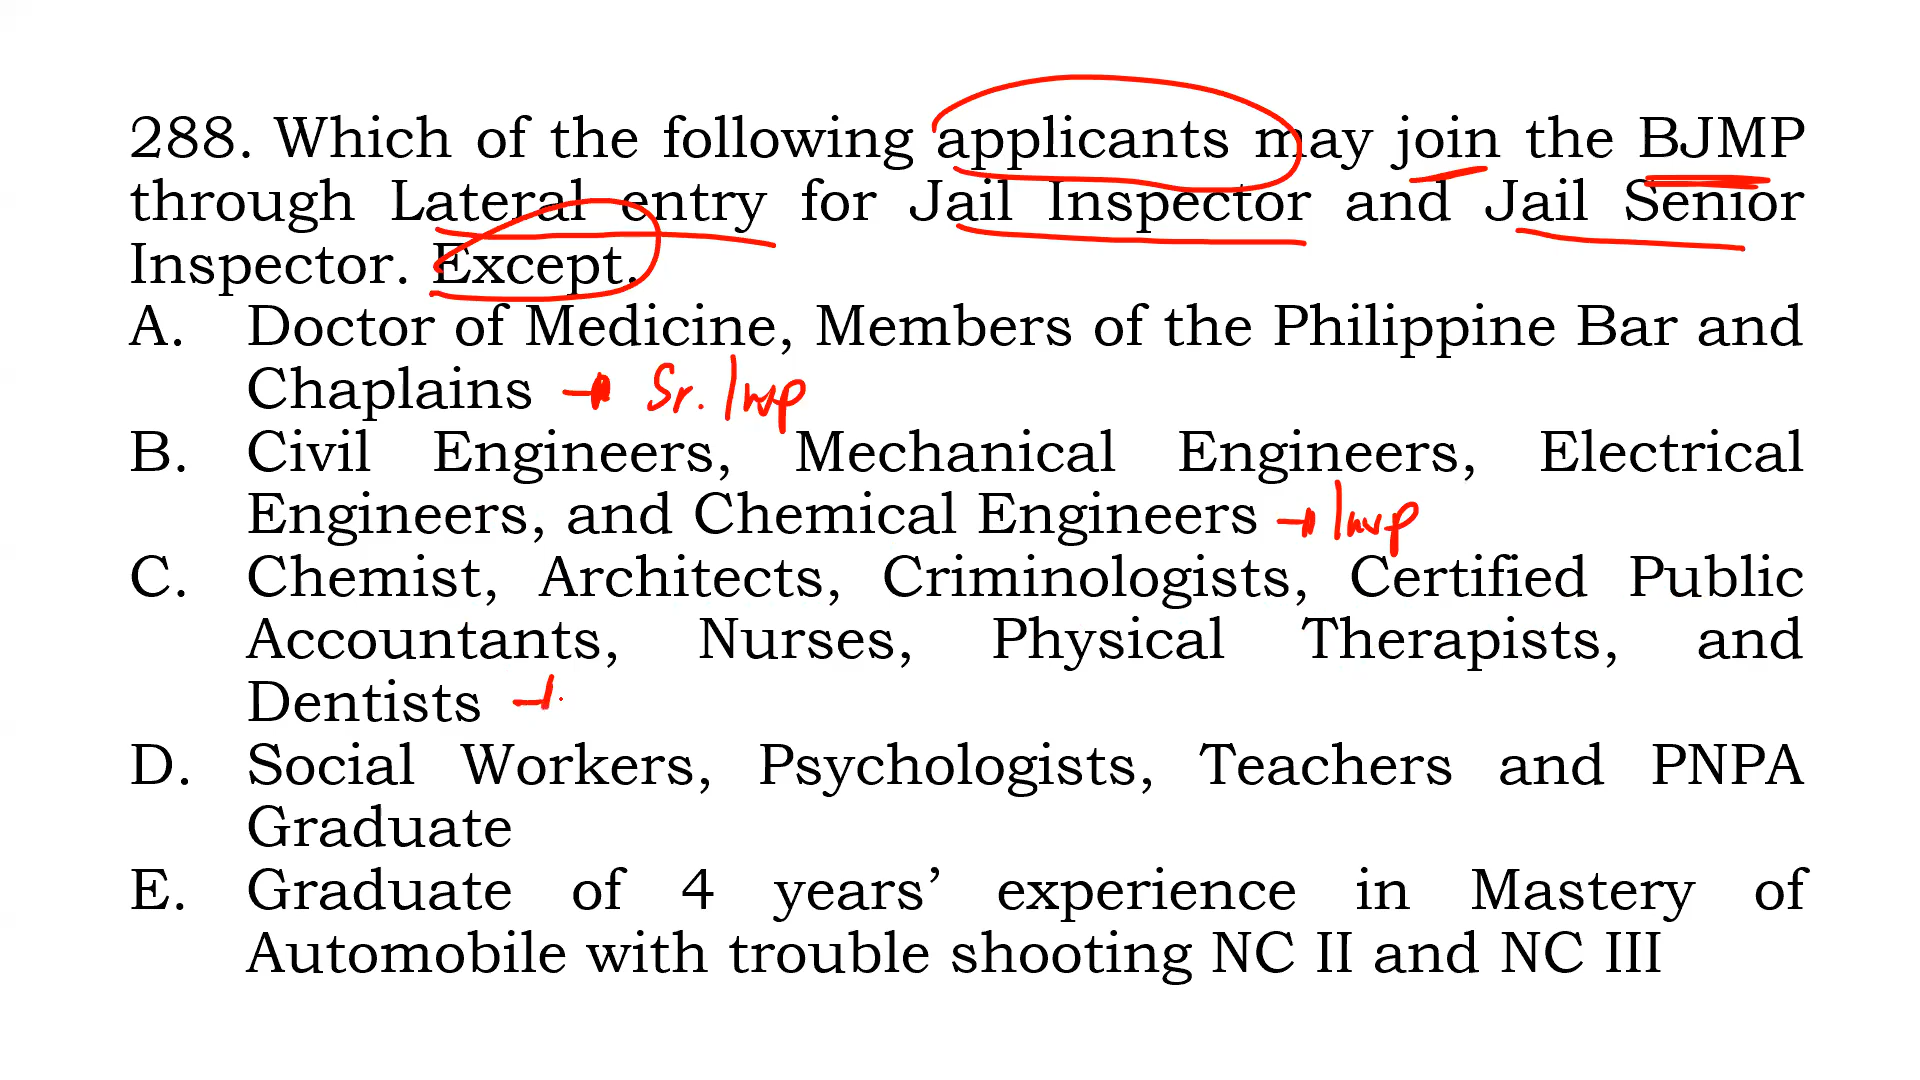 288. Which of the following applicants may join the BJMP
through Lateral entry for Jail Inspector and Jail Senior
Inspector. Except.
A. Doctor of Medicine, Members of the Philippine Bar and
Chaplains → Sr. Insp
B. Civil Engineers, Mechanical Engineers, Electrical
Engineers, and Chemical Engineers → Insp
C. Chemist, Architects, Criminologists, Certified Public
Accountants, Nurses, Physical Therapists, and
Dentists
D. Social Workers, Psychologists, Teachers and PNPA
Graduate
E. Graduate of 4 years’ experience in Mastery of
Automobile with trouble shooting NC II and NC III